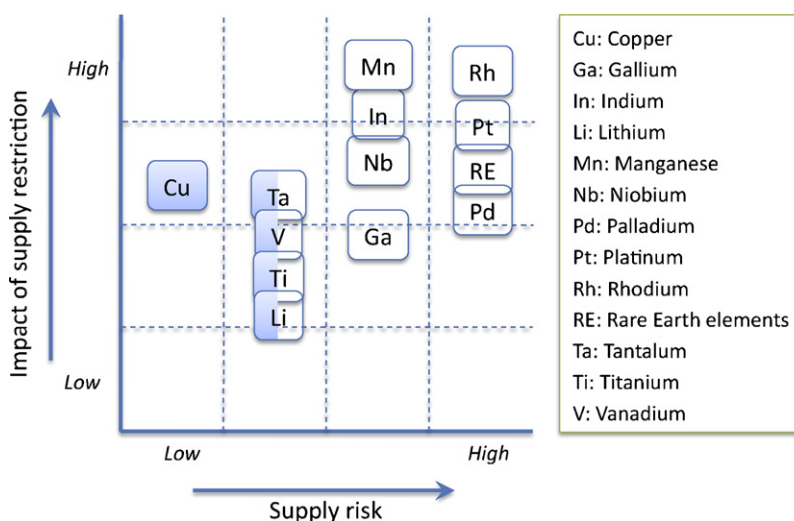 High
Impact of supply restriction
Low
Mn
Rh
In
Pt
Nb
RE
Cu
Ta
Pd
V
Ga
Ti
Li
Low
High
Supply risk
Cu: Copper
Ga: Gallium
In: Indium
Li: Lithium
Mn: Manganese
Nb: Niobium
Pd: Palladium
Pt: Platinum
Rh: Rhodium
RE: Rare Earth elements
Ta: Tantalum
Ti: Titanium
V: Vanadium